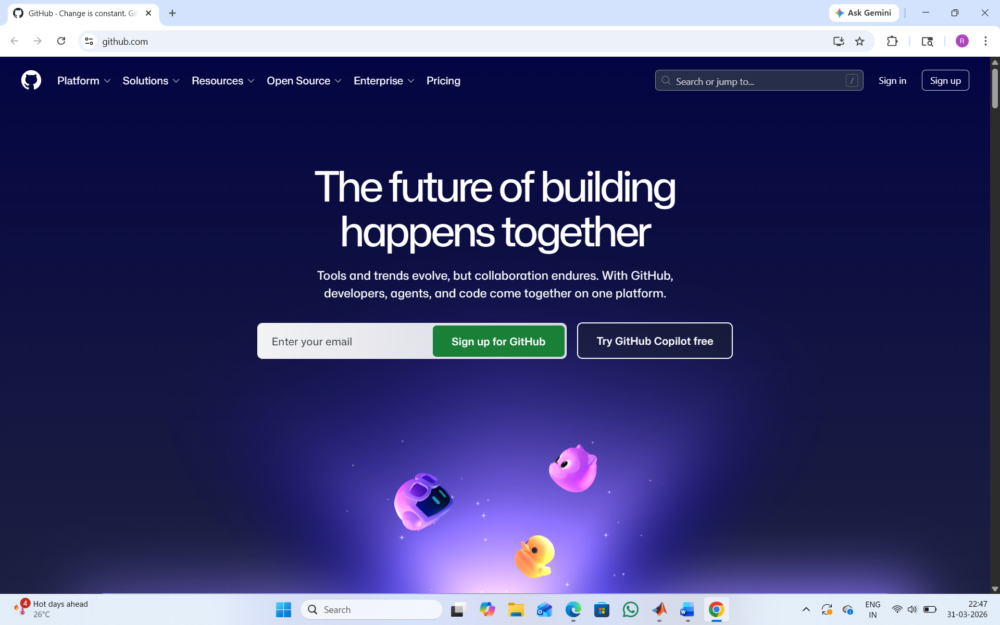 GitHub · Change is constant. Git
Ask Gemini
github.com
R
Platform Solutions Resources Open Source Enterprise Pricing
Search or jump to... /
Sign in
Sign up
The future of building
happens together
Tools and trends evolve, but collaboration endures. With GitHub,
developers, agents, and code come together on one platform.
Enter your email
Sign up for GitHub
Try GitHub Copilot free
4
Hot days ahead
26°C
Search
ENG
IN
22:47
31-03-2026